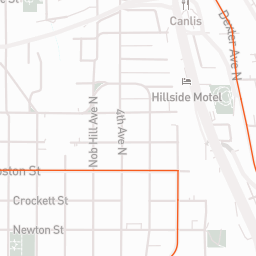 Canlis
Dexter Ave N
Hillside Motel
Nob Hill Ave N
4th Ave N
oston St
Crockett St
Newton St